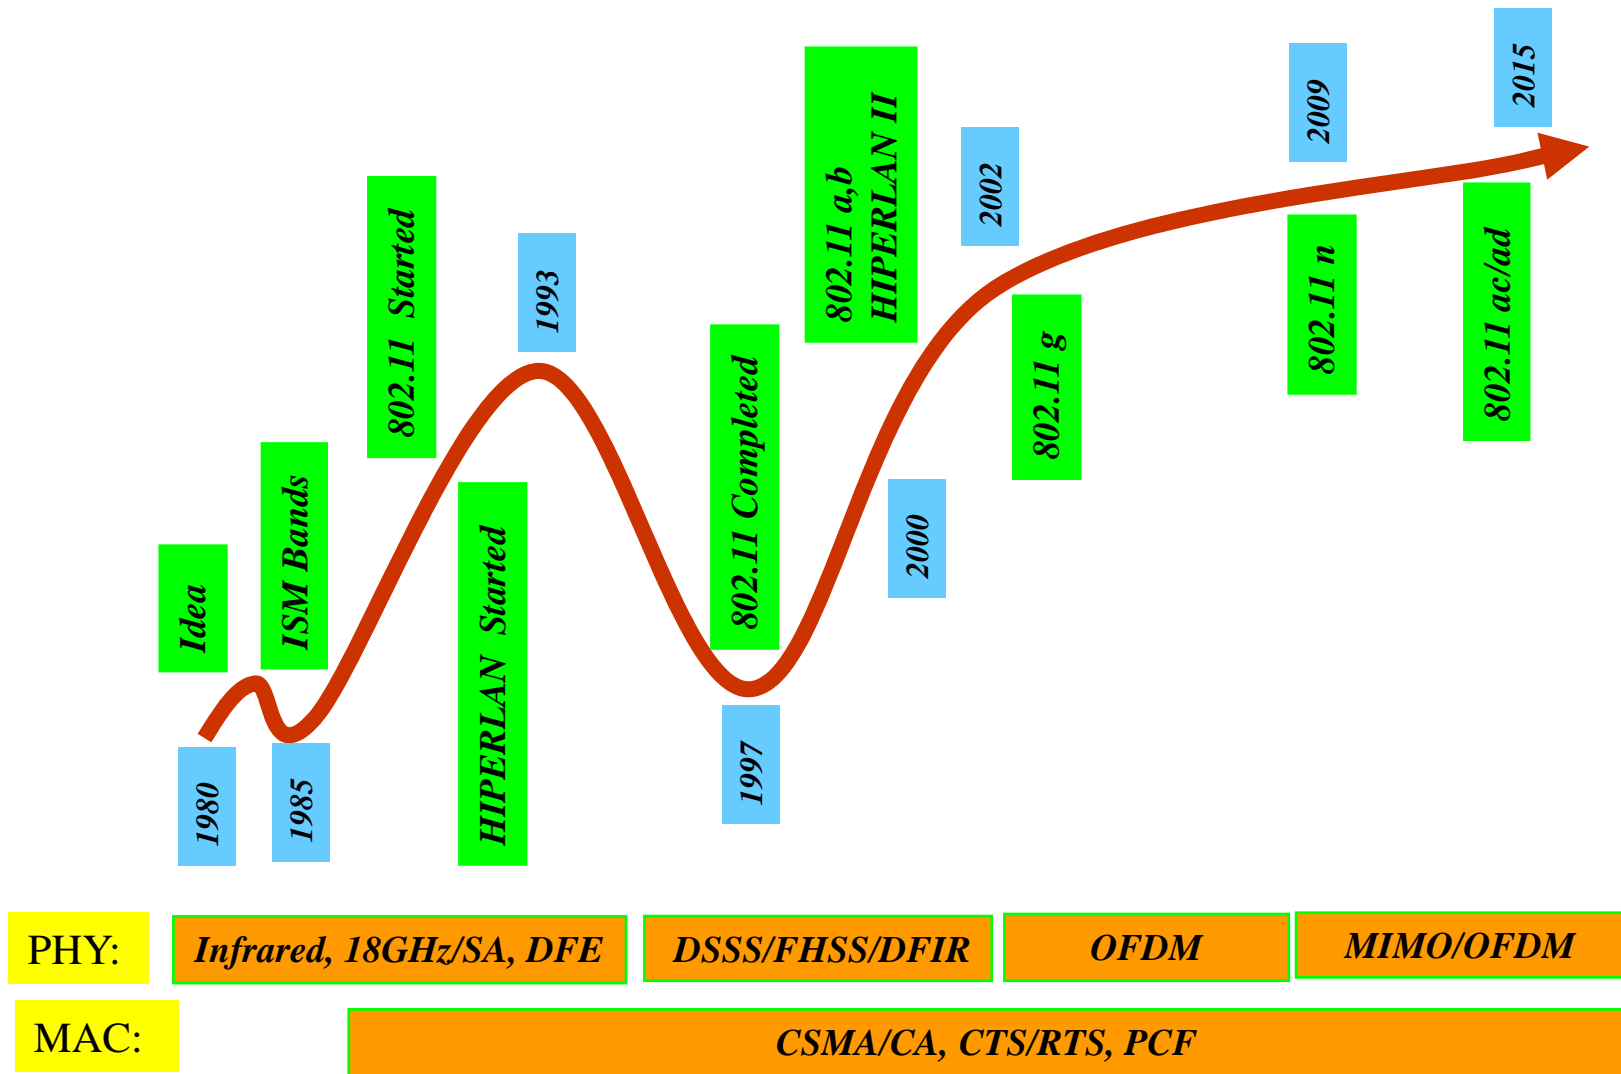 Idea
1980
ISM Bands
1985
802.11 Started
HIPERLAN Started
1993
802.11 Completed
1997
802.11 a,b
HIPERLAN II
2000
2002
802.11 g
2009
802.11 n
2015
802.11 ac/ad
PHY:
Infrared, 18GHz/SA, DFE
DSSS/FHSS/DFIR
OFDM
MIMO/OFDM
MAC:
CSMA/CA, CTS/RTS, PCF